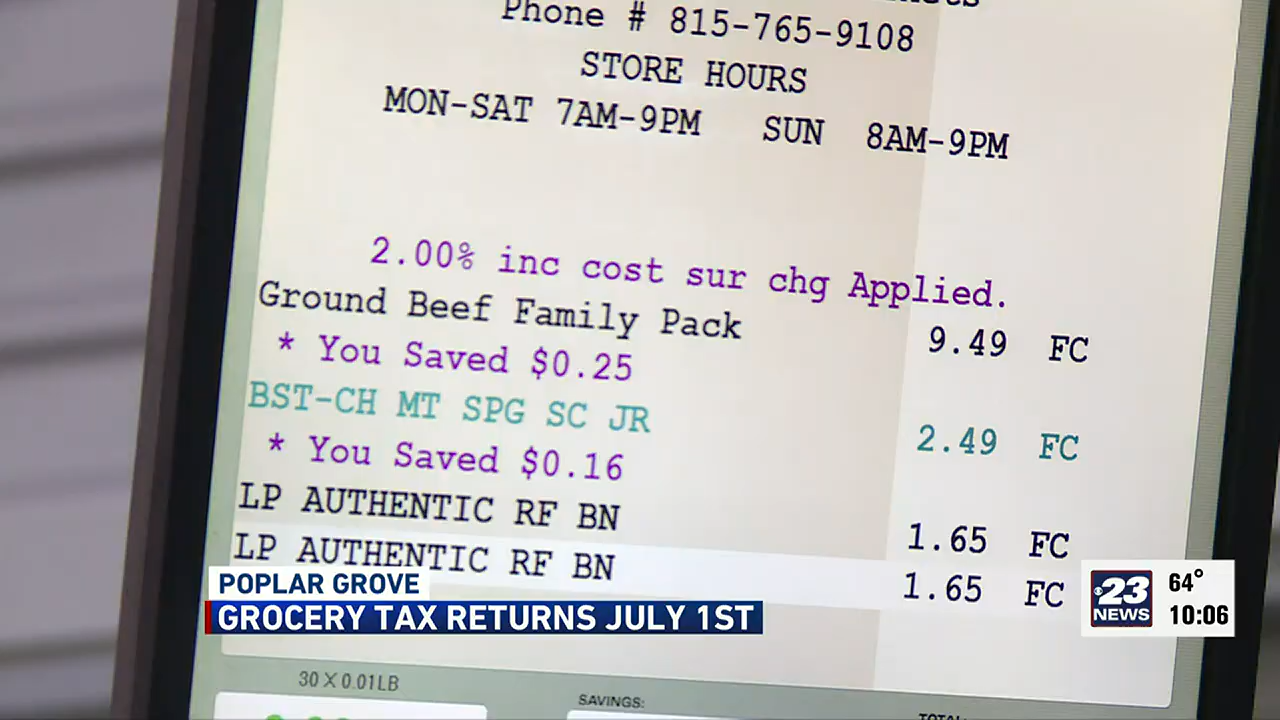 Phone # 815-765-9108
STORE HOURS
MON-SAT 7AM-9PM SUN 8AM-9PM
2.00% inc cost sur chg Applied.
Ground Beef Family Pack 9.49 FC
* You Saved $0.25
BST-CH MT SPG SC JR 2.49 FC
* You Saved $0.16
LP AUTHENTIC RF BN 1.65 FC
LP AUTHENTIC RF BN 1.65 FC
POPLAR GROVE
GROCERY TAX RETURNS JULY 1ST
23 NEWS
64°
10:06
30 X 0.01LB
SAVINGS: